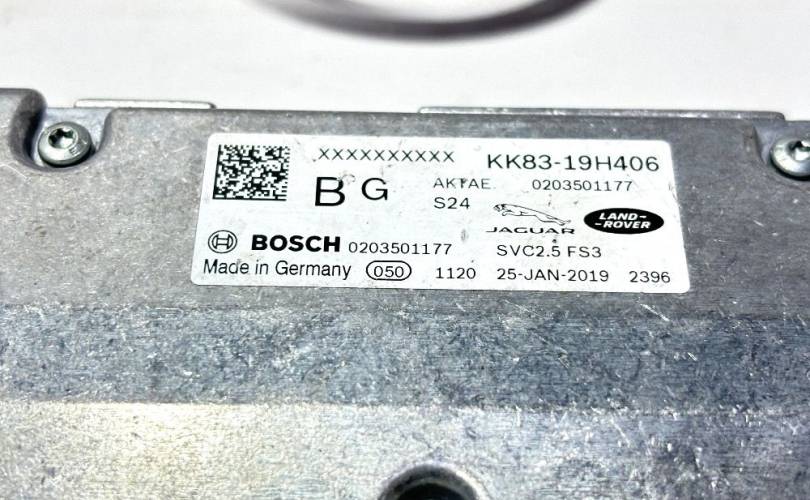 XXXXXXXXXX KK83-19H406
B G AKTAE 0203501177
S24 JAGUAR LAND-ROVER
BOSCH 0203501177 SVC2.5 FS3
Made in Germany 050 1120 25-JAN-2019 2396